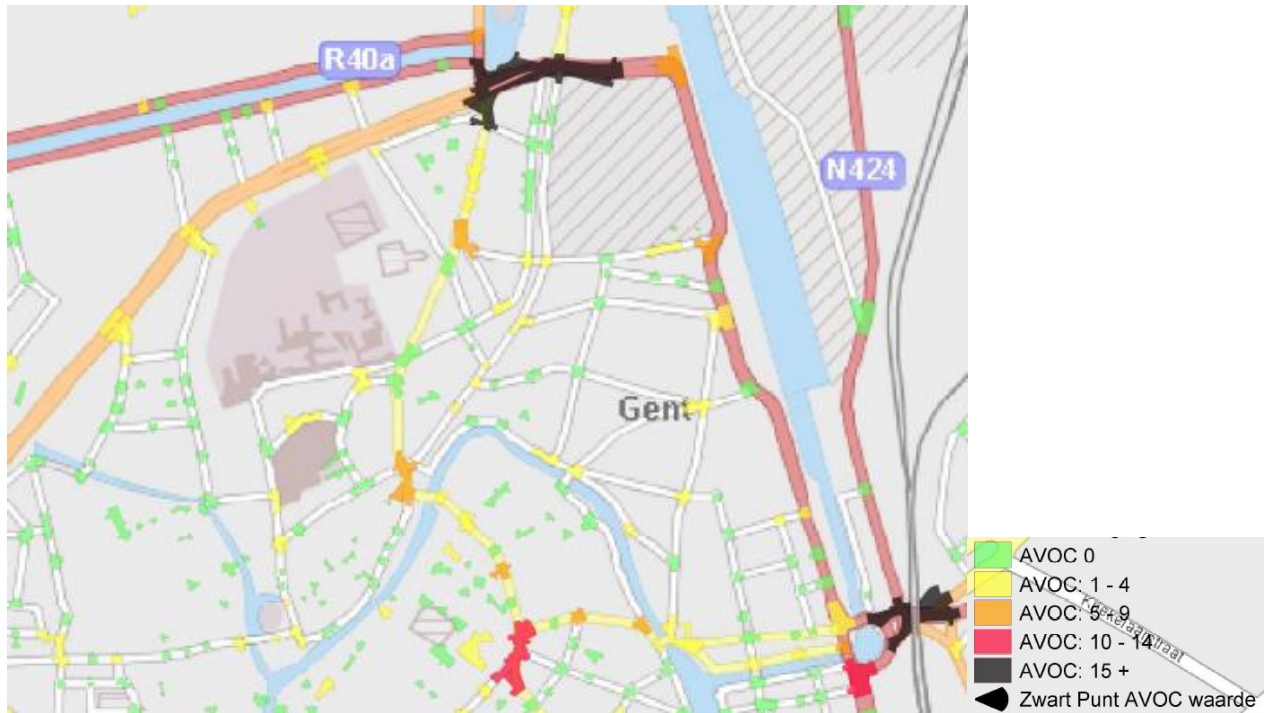 R40a
N424
Gent
AVOC 0
AVOC: 1 - 4
AVOC: 5 - 9
AVOC: 10 - 14
AVOC: 15 +
Zwart Punt AVOC waarde